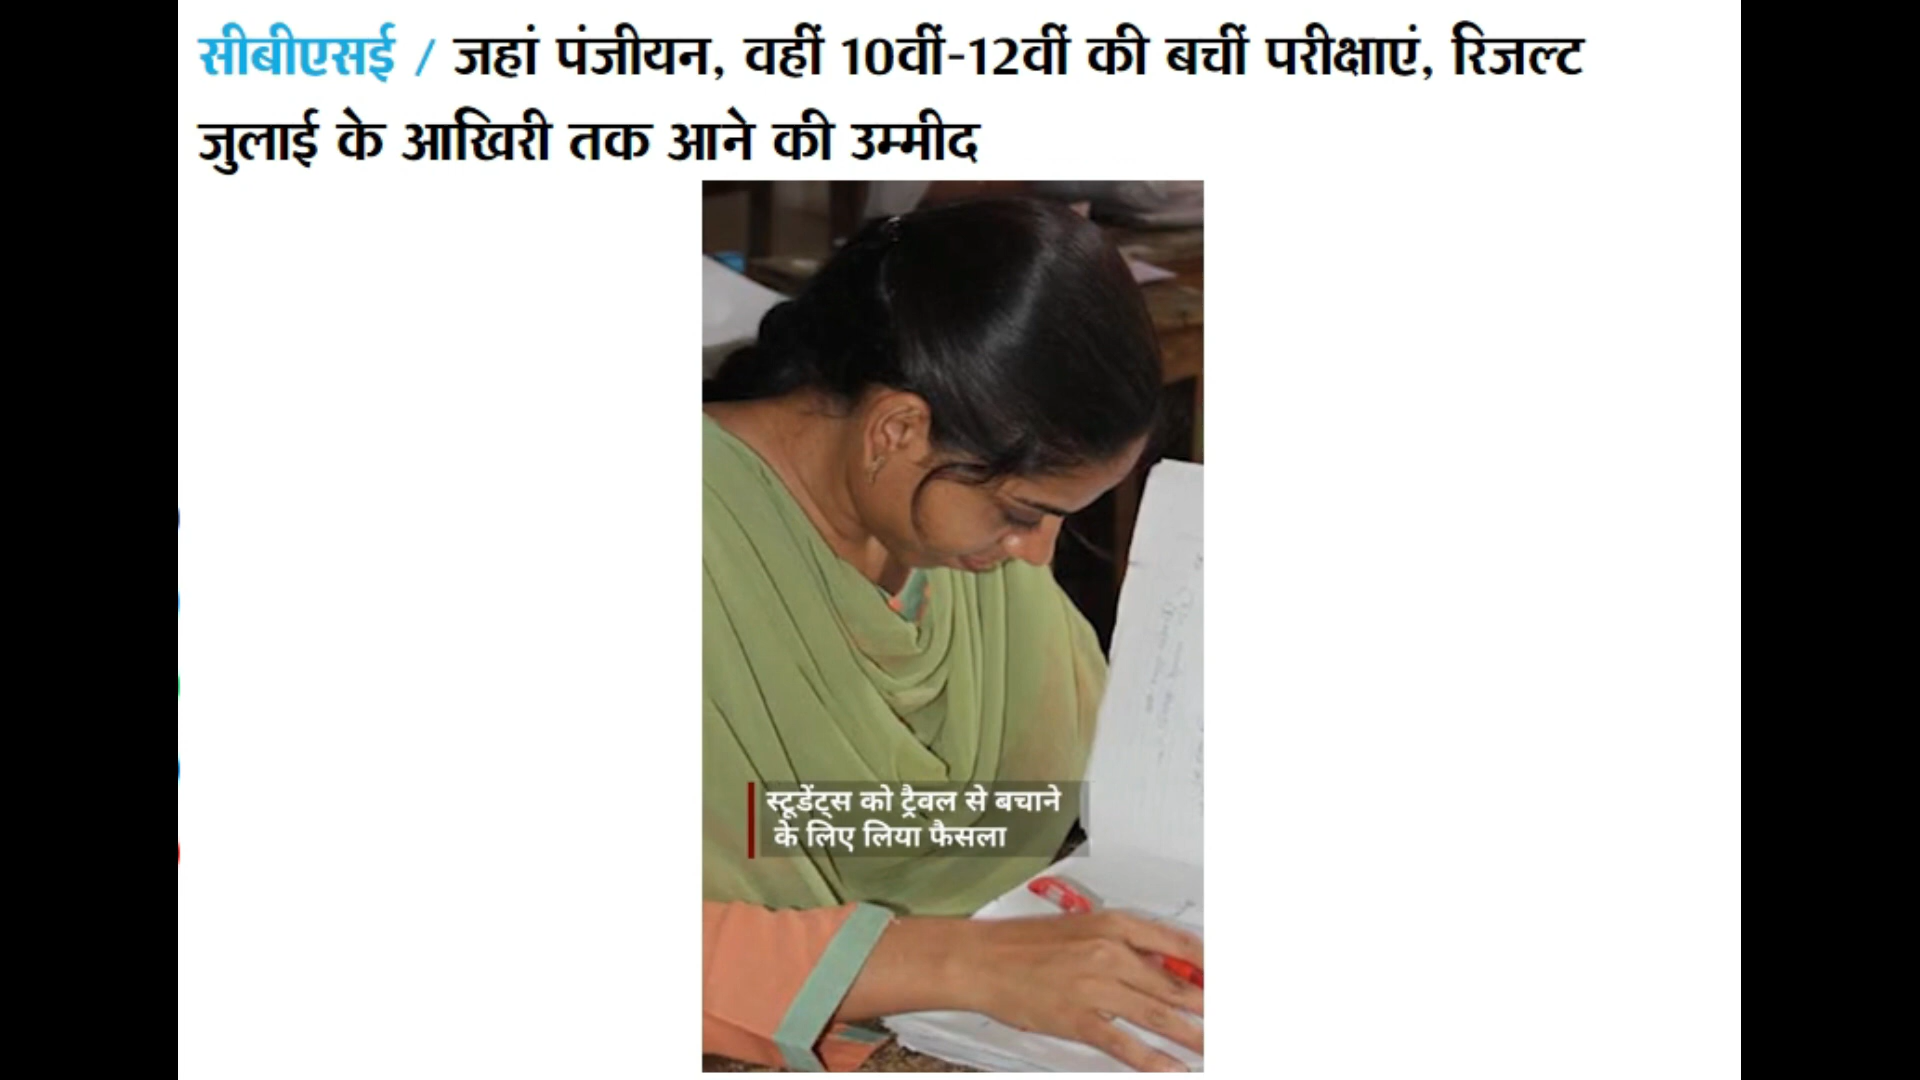 सीबीएसई / जहां पंजीयन, वहीं 10वीं-12वीं की बचीं परीक्षाएं, रिजल्ट
जुलाई के आखिरी तक आने की उम्मीद
स्टूडेंट्स को ट्रैवल से बचाने
के लिए लिया फैसला